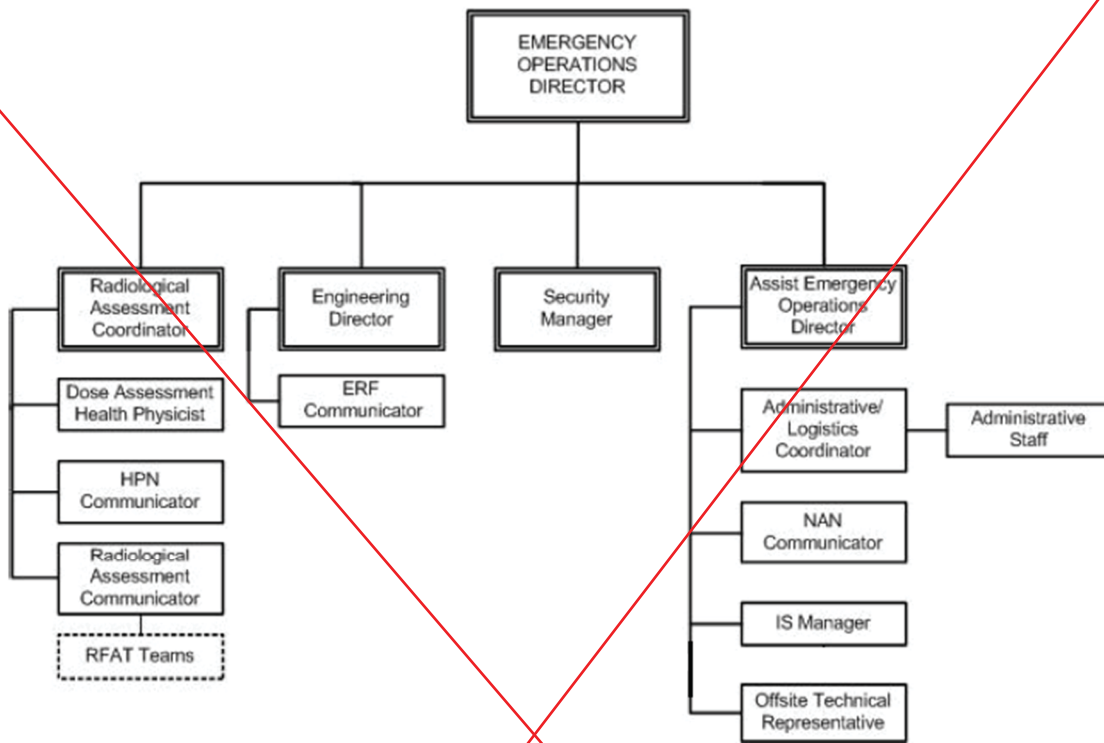 EMERGENCY
OPERATIONS
DIRECTOR
Radiological
Assessment
Coordinator
Engineering
Director
Security
Manager
Assist Emergency
Operations
Director
Dose Assessment
Health Physicist
ERF
Communicator
Administrative/
Logistics
Coordinator
Administrative
Staff
HPN
Communicator
NAN
Communicator
Radiological
Assessment
Communicator
IS Manager
RFAT Teams
Offsite Technical
Representative